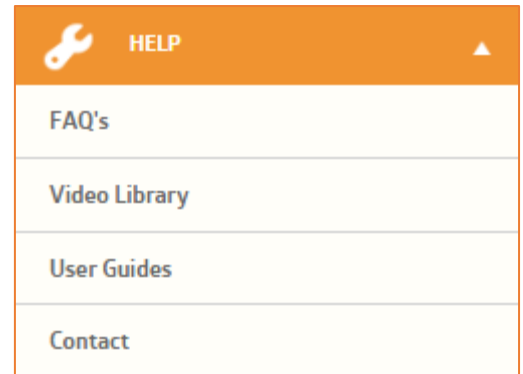 HELP
FAQ's
Video Library
User Guides
Contact